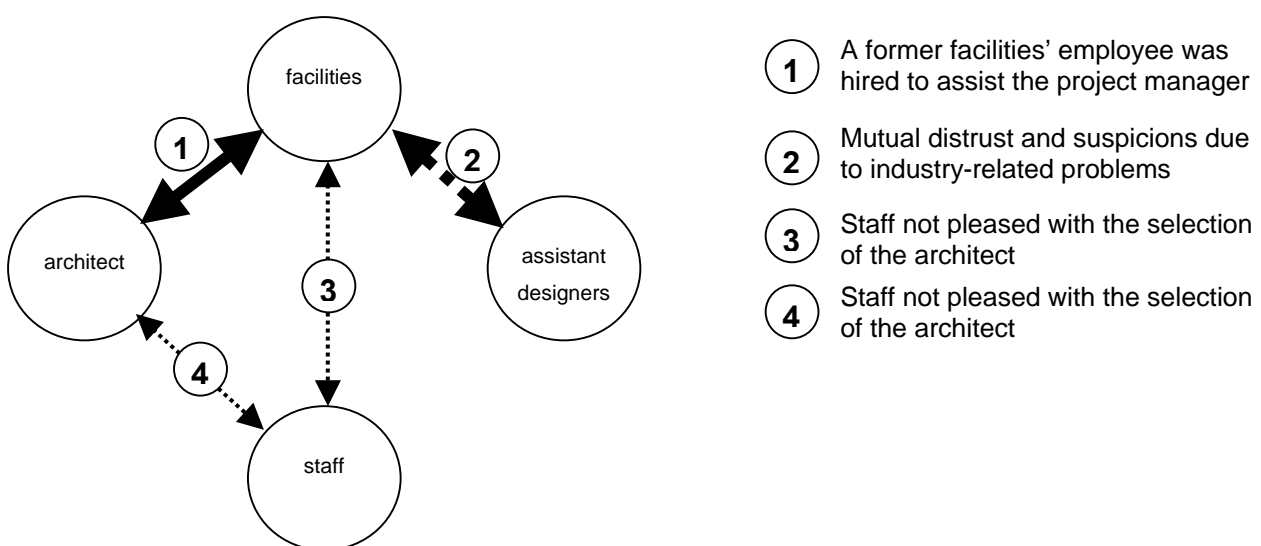 facilities
1
2
architect
assistant
designers
3
4
staff
1
A former facilities’ employee was
hired to assist the project manager
2
Mutual distrust and suspicions due
to industry-related problems
3
Staff not pleased with the selection
of the architect
4
Staff not pleased with the selection
of the architect